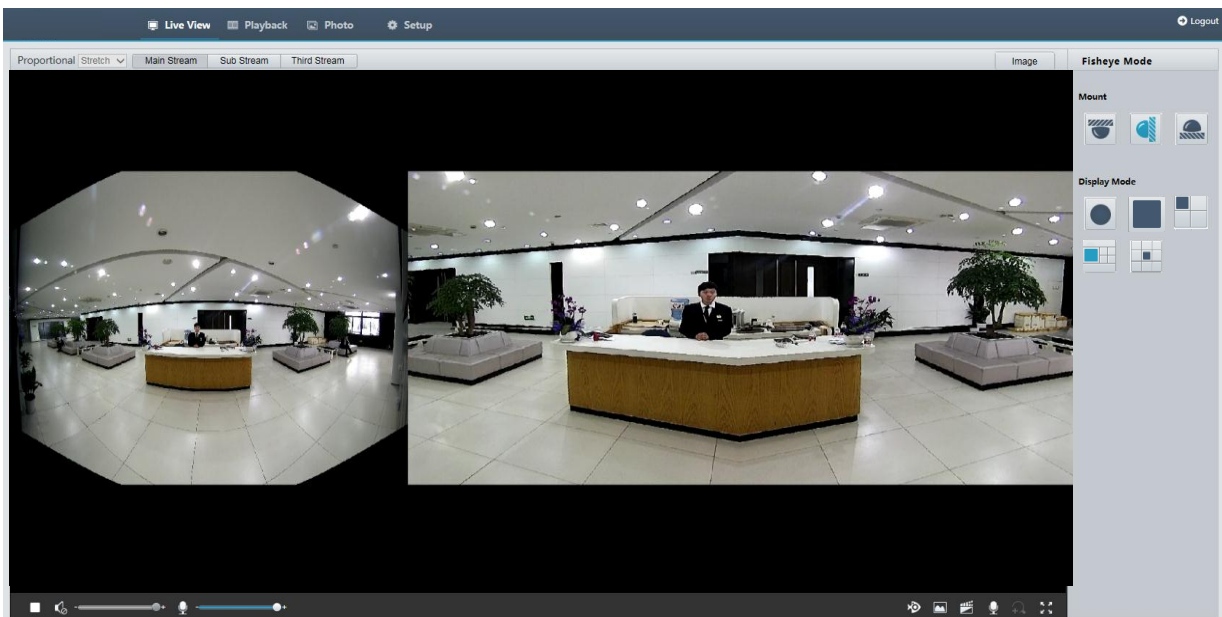 Live View Playback Photo Setup Logout
Proportional Stretch Main Stream Sub Stream Third Stream Image Fisheye Mode
Mount
Display Mode